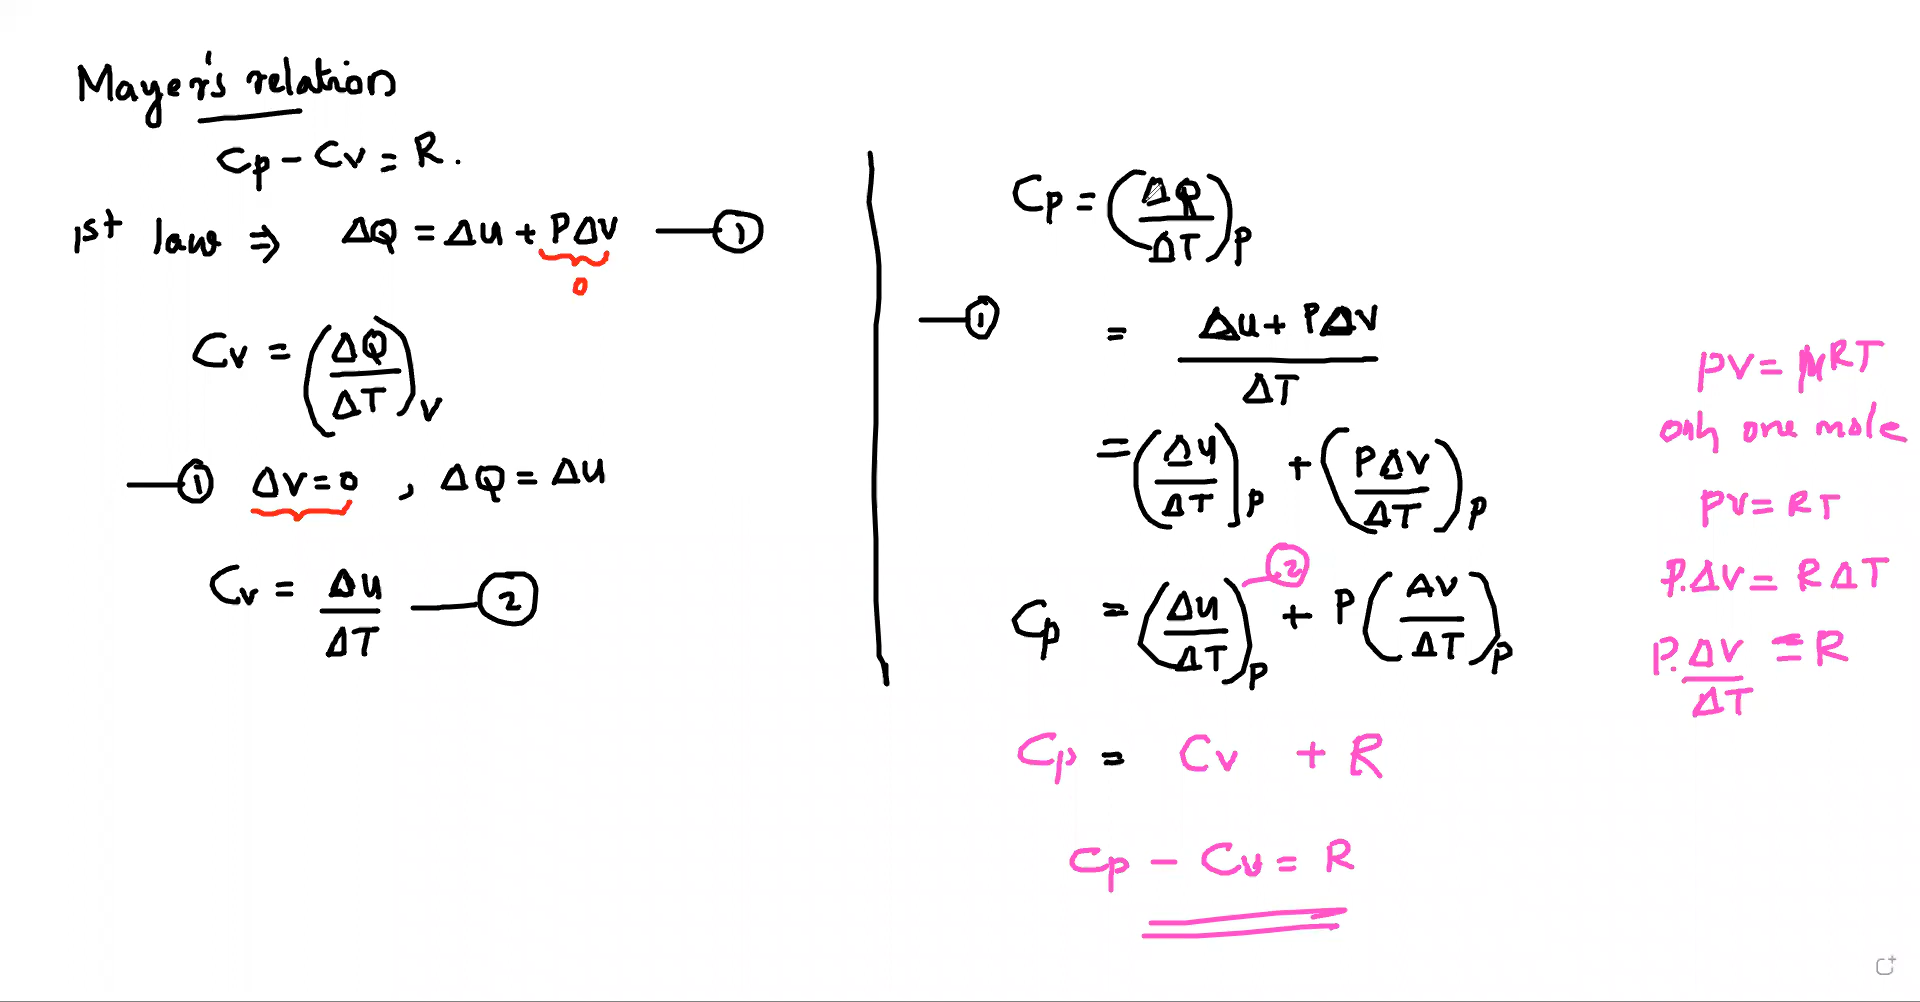 Mayer's relation
Cp - Cv = R.
1st law ⇒ ΔQ = Δu + PΔV —①
0
Cv = (ΔQ/ΔT)v
—① ΔV = 0 , ΔQ = Δu
Cv = Δu/ΔT —②
Cp = (ΔQ/ΔT)p
—① = (Δu + PΔV)/ΔT
= (Δu/ΔT)p + (PΔV/ΔT)p
Cp = (Δu/ΔT)p —② + P(ΔV/ΔT)p
Cp = Cv + R
Cp - Cv = R
PV = μRT
only one mole
PV = RT
P.ΔV = RΔT
P.ΔV/ΔT = R